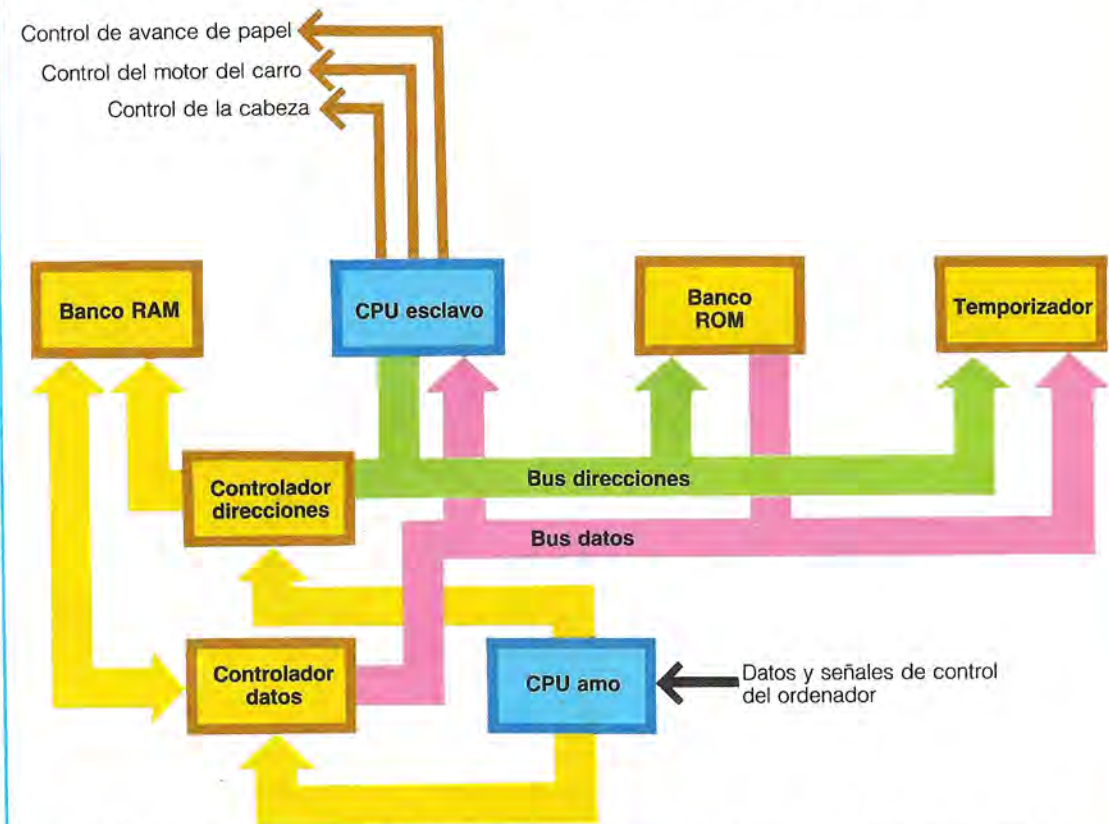 Control de avance de papel
Control del motor del carro
Control de la cabeza
Banco RAM
CPU esclavo
Banco
ROM
Temporizador
Controlador
direcciones
Bus direcciones
Bus datos
Controlador
datos
CPU amo
Datos y señales de control
del ordenador